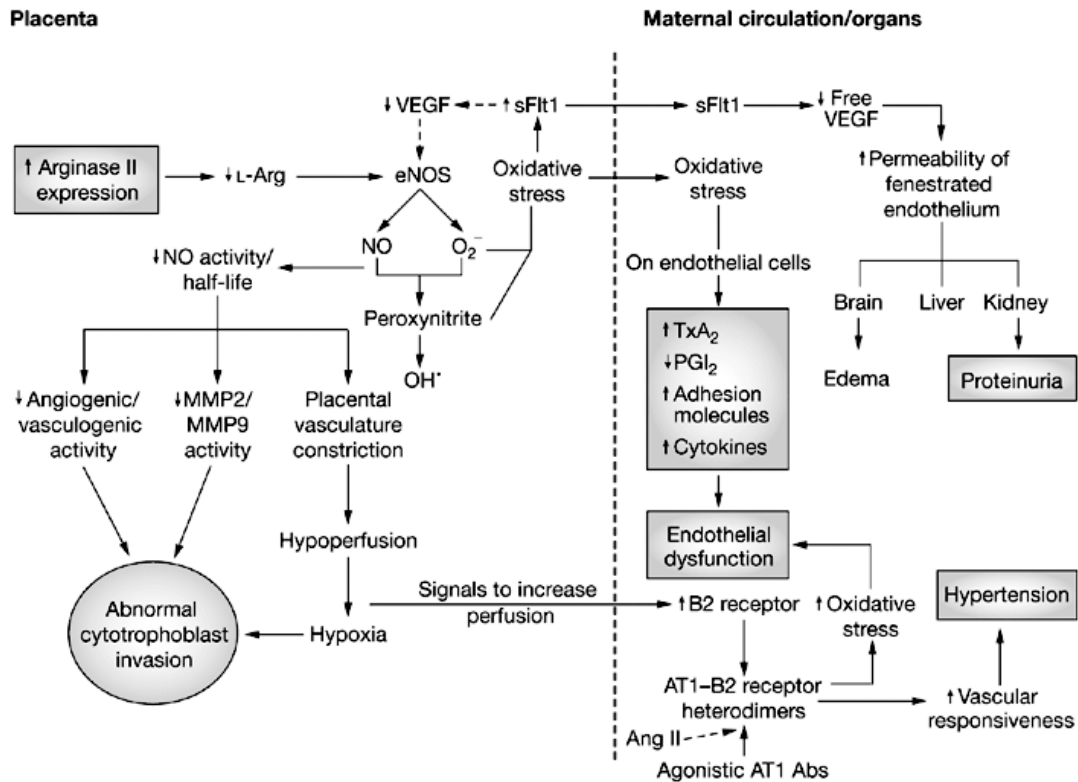 Placenta
Maternal circulation/organs
↓ VEGF
↑ sFlt1
sFlt1
↓ Free
VEGF
↑ Arginase II
expression
↓ L-Arg
eNOS
Oxidative
stress
Oxidative
stress
↑ Permeability of
fenestrated
endothelium
NO
O₂⁻
↓ NO activity/
half-life
On endothelial cells
Peroxynitrite
Brain
Liver
Kidney
OH•
↑ TxA₂
↓ PGI₂
↑ Adhesion
molecules
↑ Cytokines
Edema
Proteinuria
↓ Angiogenic/
vasculogenic
activity
↓ MMP2/
MMP9
activity
Placental
vasculature
constriction
Hypoperfusion
Endothelial
dysfunction
Abnormal
cytotrophoblast
invasion
Hypoxia
Signals to increase
perfusion
↑ B2 receptor
↑ Oxidative
stress
Hypertension
AT1–B2 receptor
heterodimers
↑ Vascular
responsiveness
Ang II
Agonistic AT1 Abs